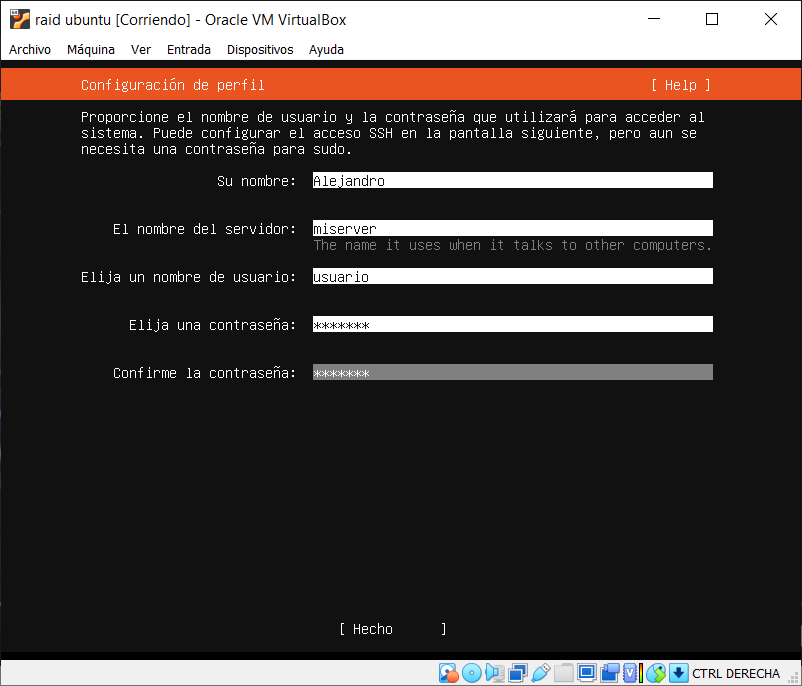 raid ubuntu [Corriendo] - Oracle VM VirtualBox
Archivo Máquina Ver Entrada Dispositivos Ayuda
Configuración de perfil [ Help ]
Proporcione el nombre de usuario y la contraseña que utilizará para acceder al
sistema. Puede configurar el acceso SSH en la pantalla siguiente, pero aun se
necesita una contraseña para sudo.
Su nombre: Alejandro
El nombre del servidor: miserver
The name it uses when it talks to other computers.
Elija un nombre de usuario: usuario
Elija una contraseña: *******
Confirme la contraseña: *******
[ Hecho ]
CTRL DERECHA